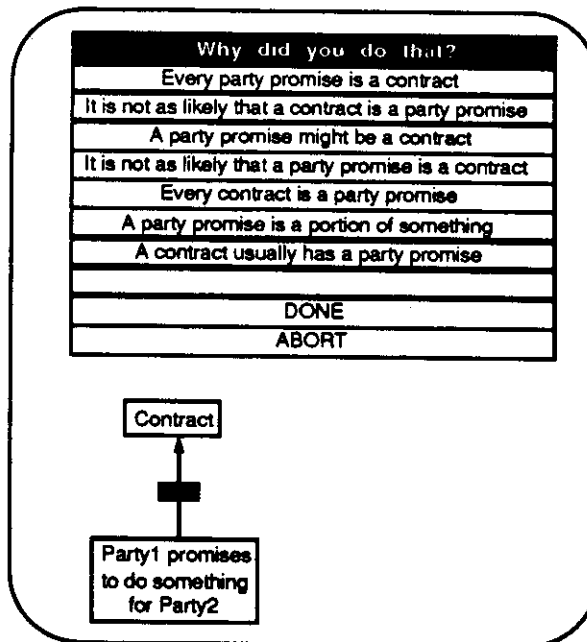 Why did you do that?
Every party promise is a contract
It is not as likely that a contract is a party promise
A party promise might be a contract
It is not as likely that a party promise is a contract
Every contract is a party promise
A party promise is a portion of something
A contract usually has a party promise
DONE
ABORT
Contract
Party1 promises
to do something
for Party2